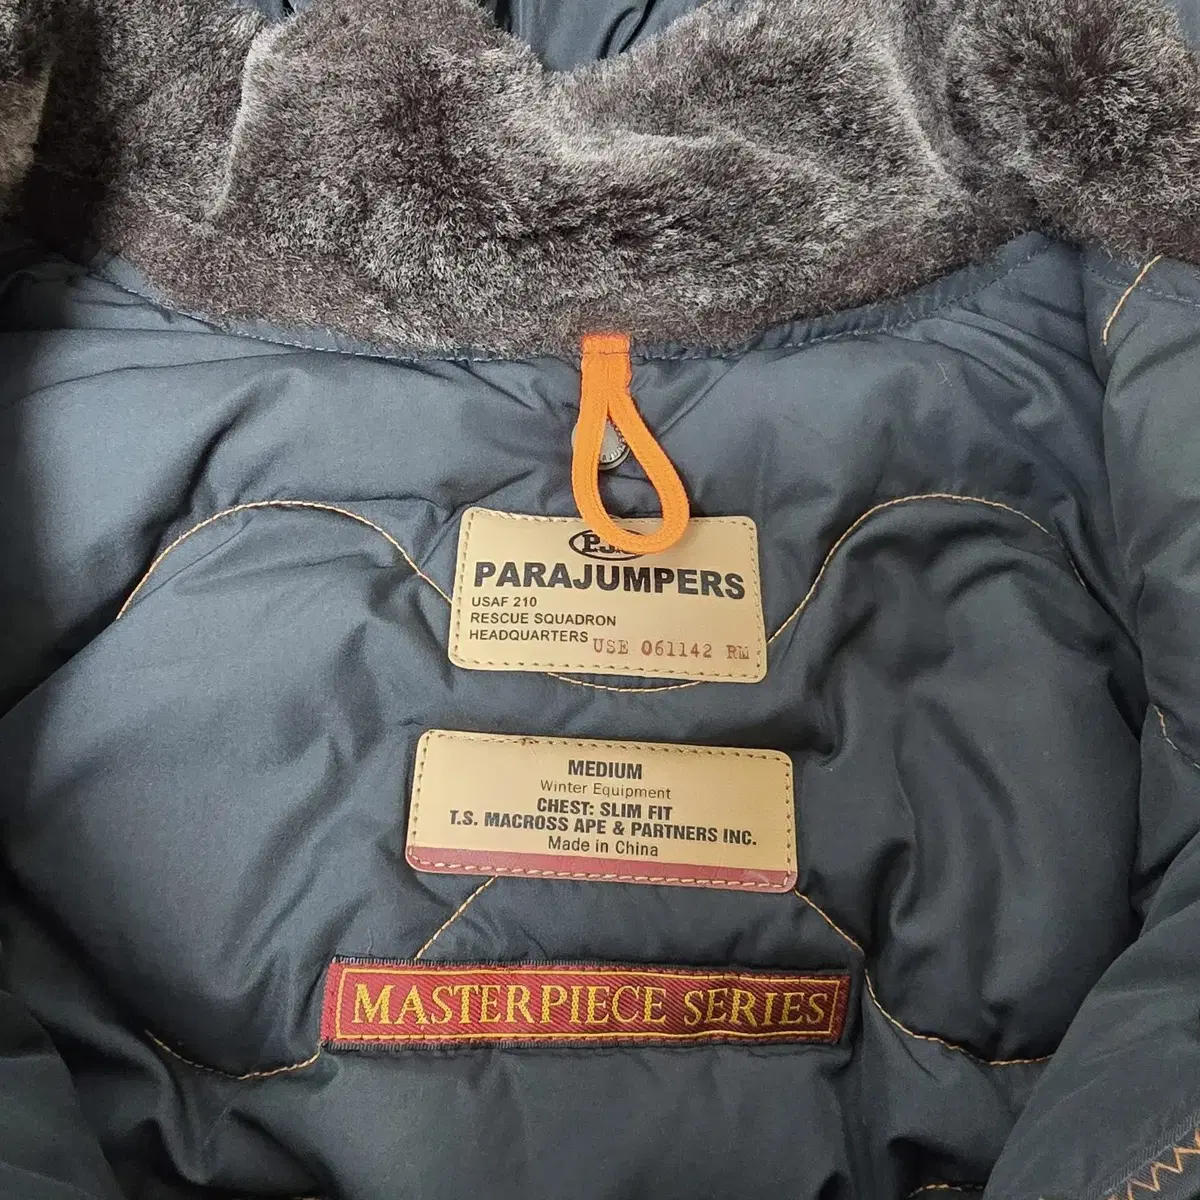 PARAJUMPERS
USAF 210
RESCUE SQUADRON
HEADQUARTERS USE 061142 RM
MEDIUM
Winter Equipment
CHEST: SLIM FIT
T.S. MACROSS APE & PARTNERS INC.
Made in China
MASTERPIECE SERIES